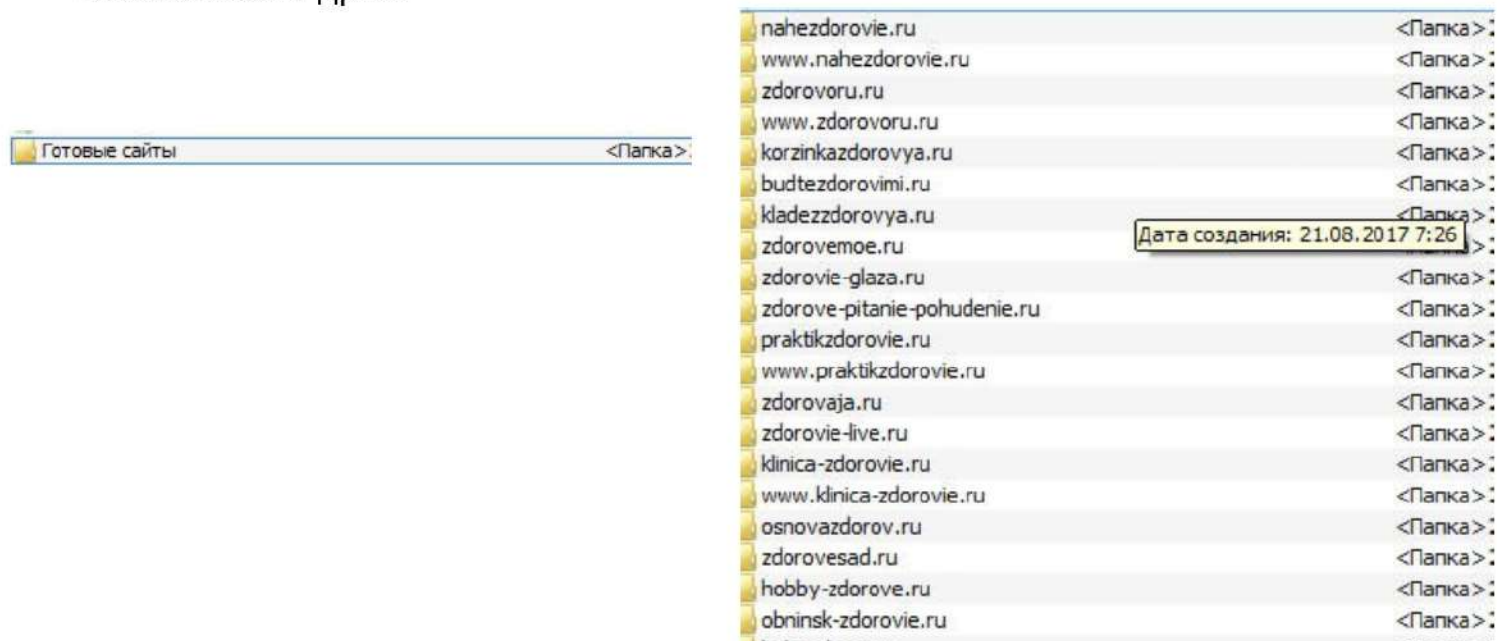 Готовые сайты <Папка>
nahezdorovie.ru <Папка>
www.nahezdorovie.ru <Папка>
zdorovoru.ru <Папка>
www.zdorovoru.ru <Папка>
korzinkazdorovya.ru <Папка>
budtezdorovimi.ru <Папка>
kladezzdorovya.ru <Папка>
Дата создания: 21.08.2017 7:26
zdorovemoe.ru
zdorovie-glaza.ru <Папка>
zdorove-pitanie-pohudenie.ru <Папка>
praktikzdorovie.ru <Папка>
www.praktikzdorovie.ru <Папка>
zdorovaja.ru <Папка>
zdorovie-live.ru <Папка>
klinica-zdorovie.ru <Папка>
www.klinica-zdorovie.ru <Папка>
osnovazdorov.ru <Папка>
zdorovesad.ru <Папка>
hobby-zdorove.ru <Папка>
obninsk-zdorovie.ru <Папка>